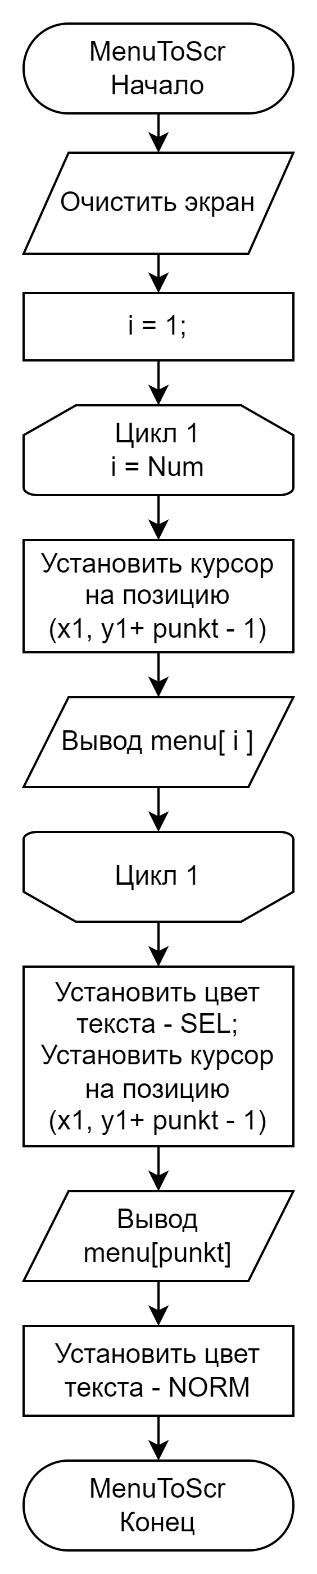 MenuToScr
Начало
Очистить экран
i = 1;
Цикл 1
i = Num
Установить курсор
на позицию
(x1, y1+ punkt - 1)
Вывод menu[ i ]
Цикл 1
Установить цвет
текста - SEL;
Установить курсор
на позицию
(x1, y1+ punkt - 1)
Вывод
menu[punkt]
Установить цвет
текста - NORM
MenuToScr
Конец